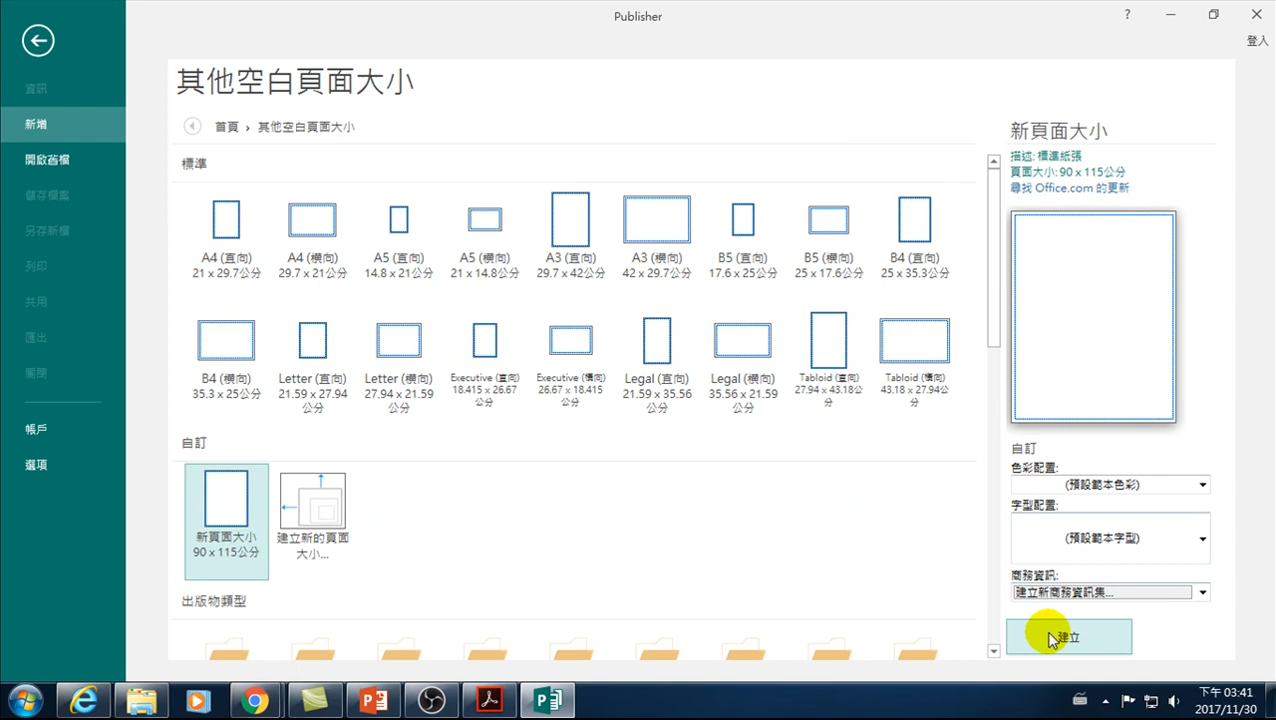 Publisher
?
登入
資訊
新增
開啟舊檔
儲存檔案
另存新檔
列印
共用
匯出
關閉
帳戶
選項
其他空白頁面大小
首頁 › 其他空白頁面大小
標準
A4 (直向)
21 x 29.7公分
A4 (橫向)
29.7 x 21公分
A5 (直向)
14.8 x 21公分
A5 (橫向)
21 x 14.8公分
A3 (直向)
29.7 x 42公分
A3 (橫向)
42 x 29.7公分
B5 (直向)
17.6 x 25公分
B5 (橫向)
25 x 17.6公分
B4 (直向)
25 x 35.3公分
B4 (橫向)
35.3 x 25公分
Letter (直向)
21.59 x 27.94
公分
Letter (橫向)
27.94 x 21.59
公分
Executive (直向)
18.415 x 26.67
公分
Executive (橫向)
26.67 x 18.415
公分
Legal (直向)
21.59 x 35.56
公分
Legal (橫向)
35.56 x 21.59
公分
Tabloid (直向)
27.94 x 43.18公
分
Tabloid (橫向)
43.18 x 27.94公
分
自訂
新頁面大小
90 x 115公分
建立新的頁面
大小...
出版物類型
新頁面大小
描述: 標準紙張
頁面大小: 90 x 115公分
尋找 Office.com 的更新
自訂
色彩配置:
(預設範本色彩)
字型配置:
(預設範本字型)
商務資訊:
建立新商務資訊集...
建立
下午 03:41
2017/11/30